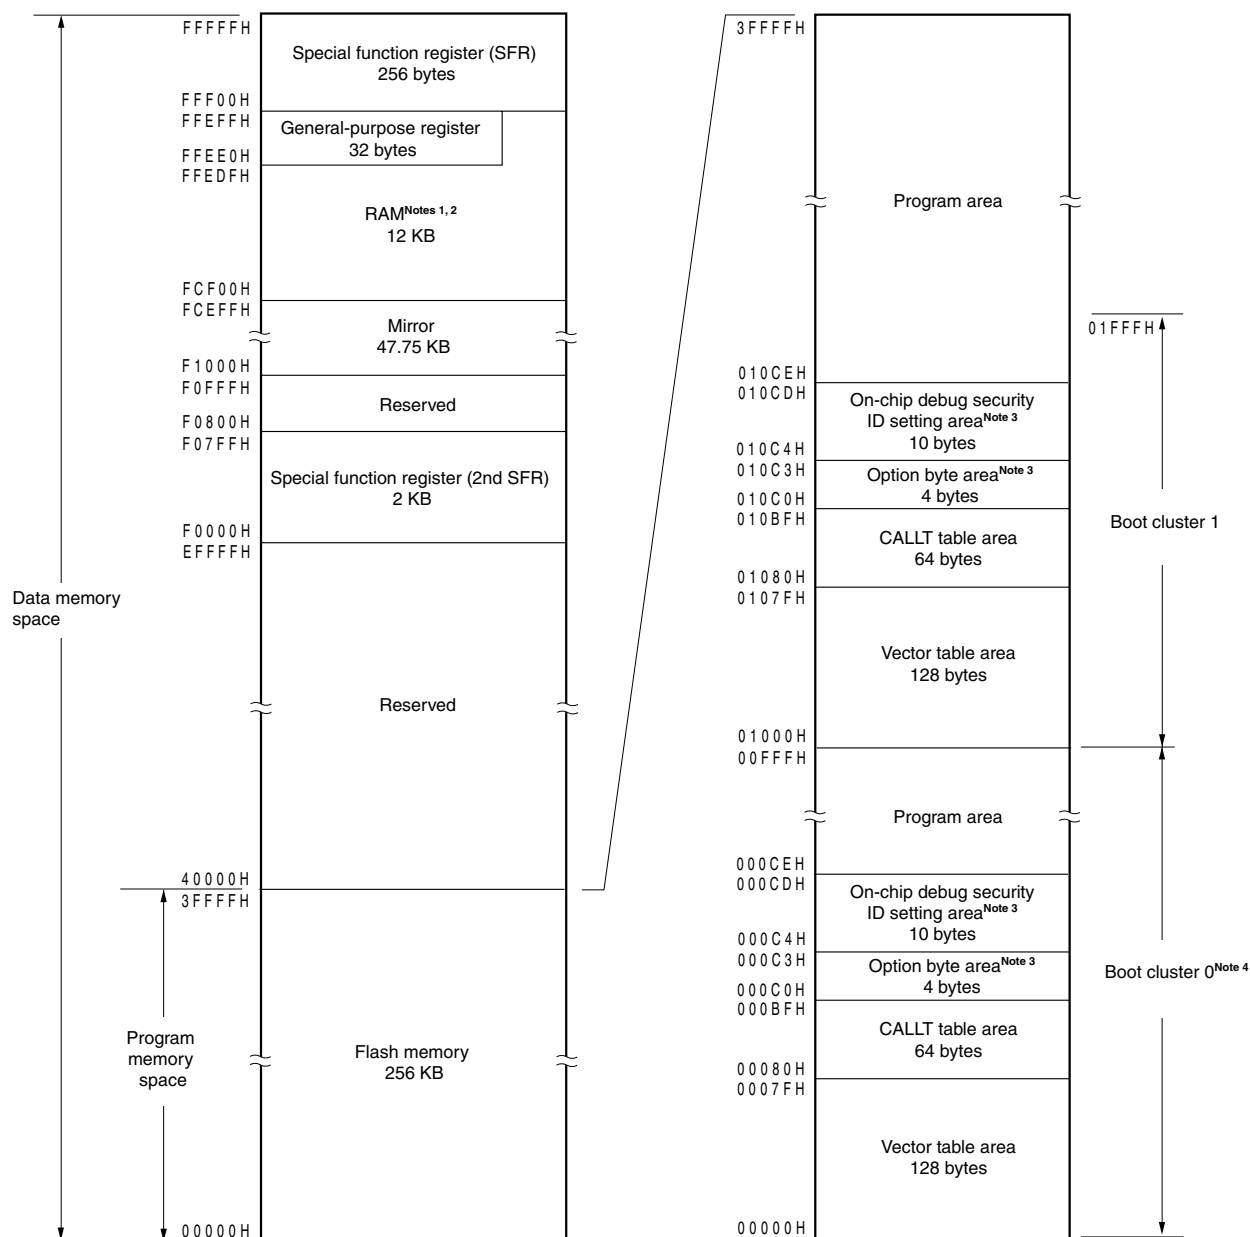 FFFFFH
Special function register (SFR)
256 bytes
FFF00H
FFEFFH
General-purpose register
32 bytes
FFEE0H
FFEDFH
RAMNotes 1, 2
12 KB
FCF00H
FCEFFH
Mirror
47.75 KB
F1000H
F0FFFH
Reserved
F0800H
F07FFH
Special function register (2nd SFR)
2 KB
F0000H
EFFFFH
Data memory
space
Reserved
40000H
3FFFFH
Program
memory
space
Flash memory
256 KB
00000H
3FFFFH
Program area
01FFFH
010CEH
010CDH
On-chip debug security
ID setting areaNote 3
10 bytes
010C4H
010C3H
Option byte areaNote 3
4 bytes
010C0H
010BFH
Boot cluster 1
CALLT table area
64 bytes
01080H
0107FH
Vector table area
128 bytes
01000H
00FFFH
Program area
000CEH
000CDH
On-chip debug security
ID setting areaNote 3
10 bytes
000C4H
000C3H
Option byte areaNote 3
4 bytes
Boot cluster 0Note 4
000C0H
000BFH
CALLT table area
64 bytes
00080H
0007FH
Vector table area
128 bytes
00000H